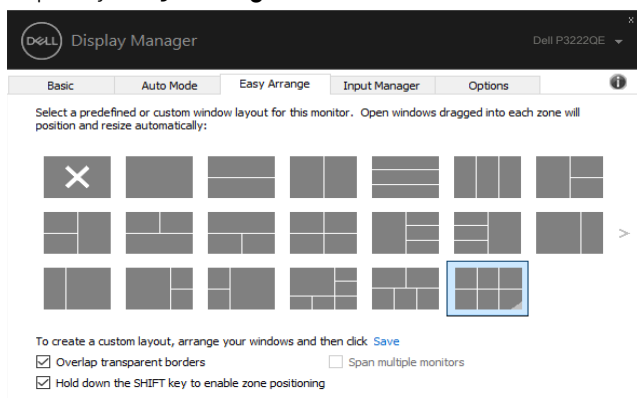 DELL Display Manager
Dell P3222QE
Basic Auto Mode Easy Arrange Input Manager Options
Select a predefined or custom window layout for this monitor. Open windows dragged into each zone will
position and resize automatically:
To create a custom layout, arrange your windows and then click Save
Overlap transparent borders
Span multiple monitors
Hold down the SHIFT key to enable zone positioning